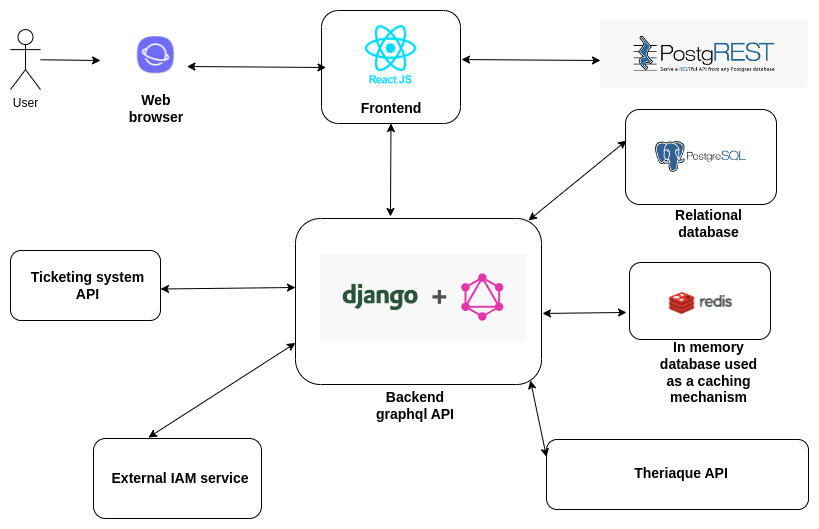 User
Web
browser
React JS
Frontend
PostgREST
Serve a RESTful API from any Postgres database
PostgreSQL
Relational
database
Ticketing system
API
django +
redis
In memory
database used
as a caching
mechanism
Backend
graphql API
External IAM service
Theriaque API